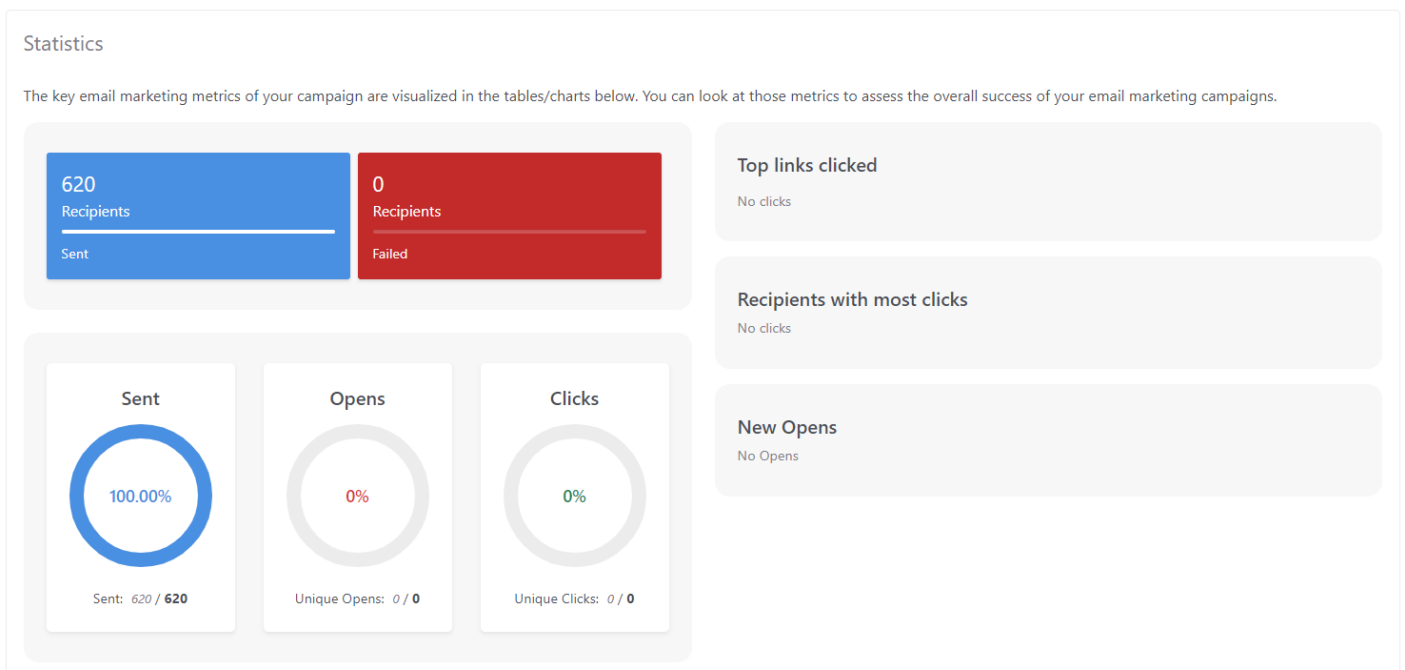 Statistics
The key email marketing metrics of your campaign are visualized in the tables/charts below. You can look at those metrics to assess the overall success of your email marketing campaigns.
620
Recipients
Sent
0
Recipients
Failed
Sent
100.00%
Sent: 620 / 620
Opens
0%
Unique Opens: 0 / 0
Clicks
0%
Unique Clicks: 0 / 0
Top links clicked
No clicks
Recipients with most clicks
No clicks
New Opens
No Opens